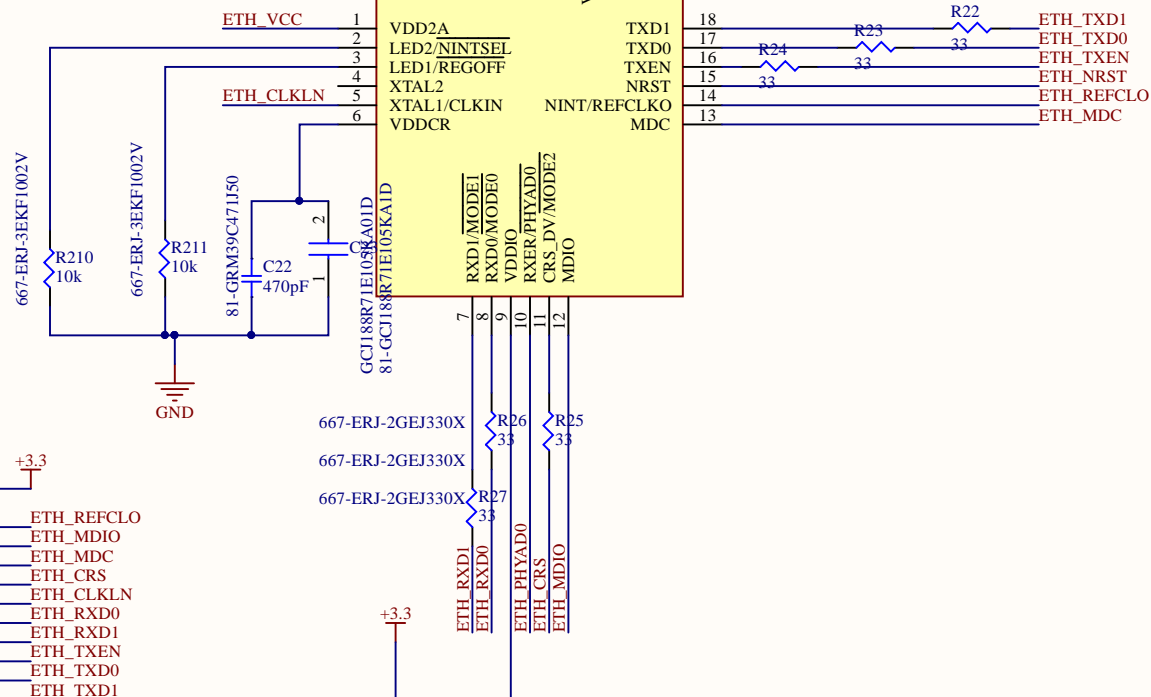 ETH_VCC
1
VDD2A
2
LED2/NINTSEL
3
LED1/REGOFF
4
XTAL2
ETH_CLKLN
5
XTAL1/CLKIN
6
VDDCR
TXD1
18
R22
33
ETH_TXD1
TXD0
17
R23
33
ETH_TXD0
TXEN
16
R24
33
ETH_TXEN
NRST
15
ETH_NRST
NINT/REFCLKO
14
ETH_REFCLO
MDC
13
ETH_MDC
667-ERJ-3EKF1002V
R210
10k
667-ERJ-3EKF1002V
R211
10k
81-GRM39C471J50
C22
470pF
2
1
GCJ188R71E105KA01D
81-GCJ188R71E105KA1D
GND
RXD1/MODE1
RXD0/MODE0
VDDIO
RXER/PHYAD0
CRS_DV/MODE2
MDIO
7
8
9
10
11
12
667-ERJ-2GEJ330X
R26
33
R25
33
667-ERJ-2GEJ330X
667-ERJ-2GEJ330X
R27
33
ETH_RXD1
ETH_RXD0
ETH_PHYAD0
ETH_CRS
ETH_MDIO
+3.3
ETH_REFCLO
ETH_MDIO
ETH_MDC
ETH_CRS
ETH_CLKLN
ETH_RXD0
ETH_RXD1
ETH_TXEN
ETH_TXD0
ETH_TXD1
+3.3